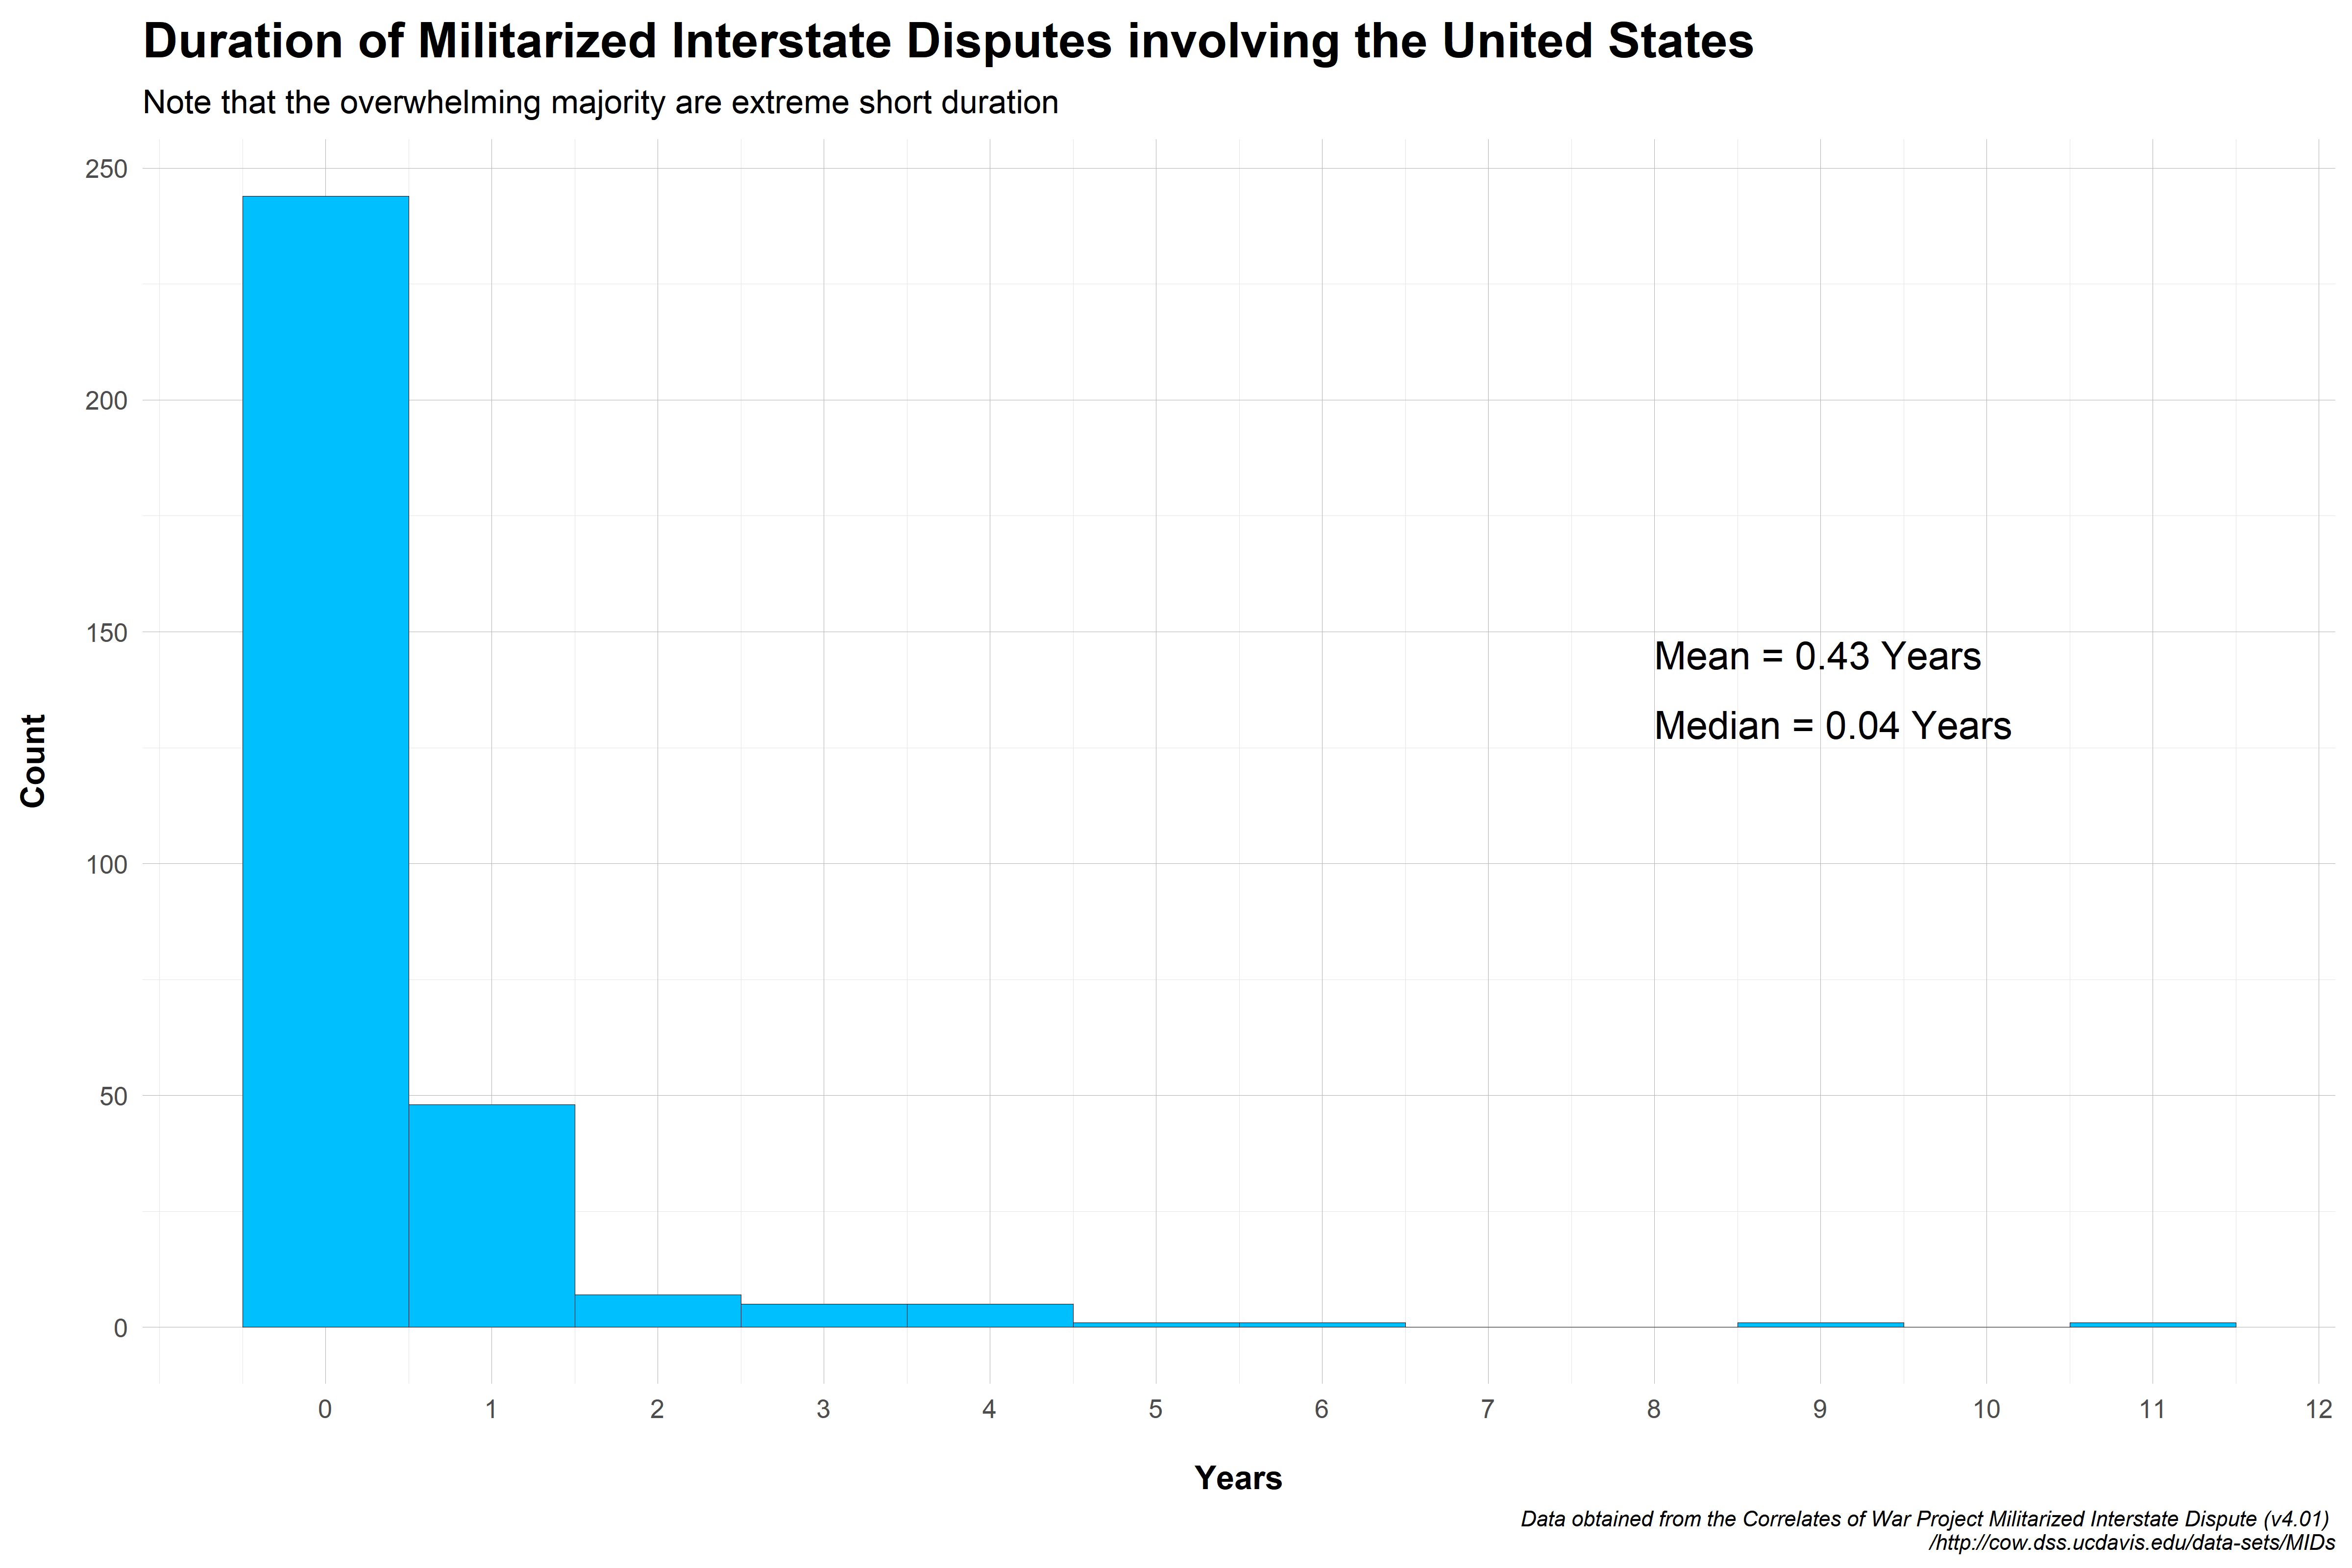 Duration of Militarized Interstate Disputes involving the United States
Note that the overwhelming majority are extreme short duration
250
200
150
100
50
0
Count
Mean = 0.43 Years
Median = 0.04 Years
0 1 2 3 4 5 6 7 8 9 10 11 12
Years
Data obtained from the Correlates of War Project Militarized Interstate Dispute (v4.01)
/http://cow.dss.ucdavis.edu/data-sets/MIDs